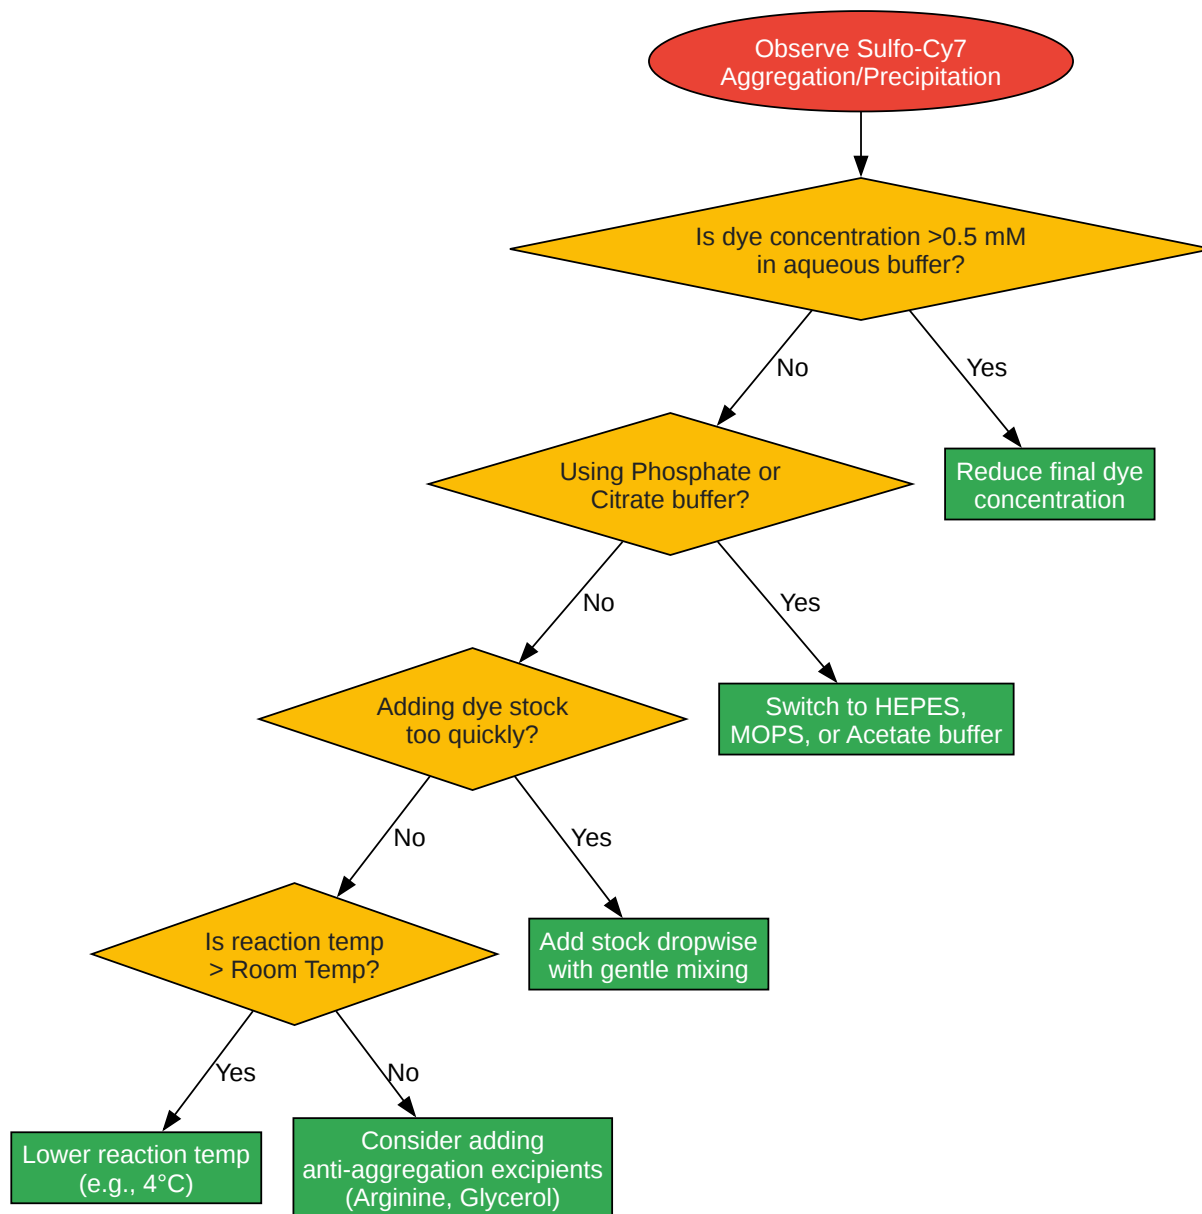 Observe Sulfo-Cy7
Aggregation/Precipitation
Is dye concentration >0.5 mM
in aqueous buffer?
No
Yes
Using Phosphate or
Citrate buffer?
Reduce final dye
concentration
No
Yes
Adding dye stock
too quickly?
Switch to HEPES,
MOPS, or Acetate buffer
No
Yes
Is reaction temp
> Room Temp?
Add stock dropwise
with gentle mixing
Yes
No
Lower reaction temp
(e.g., 4°C)
Consider adding
anti-aggregation excipients
(Arginine, Glycerol)